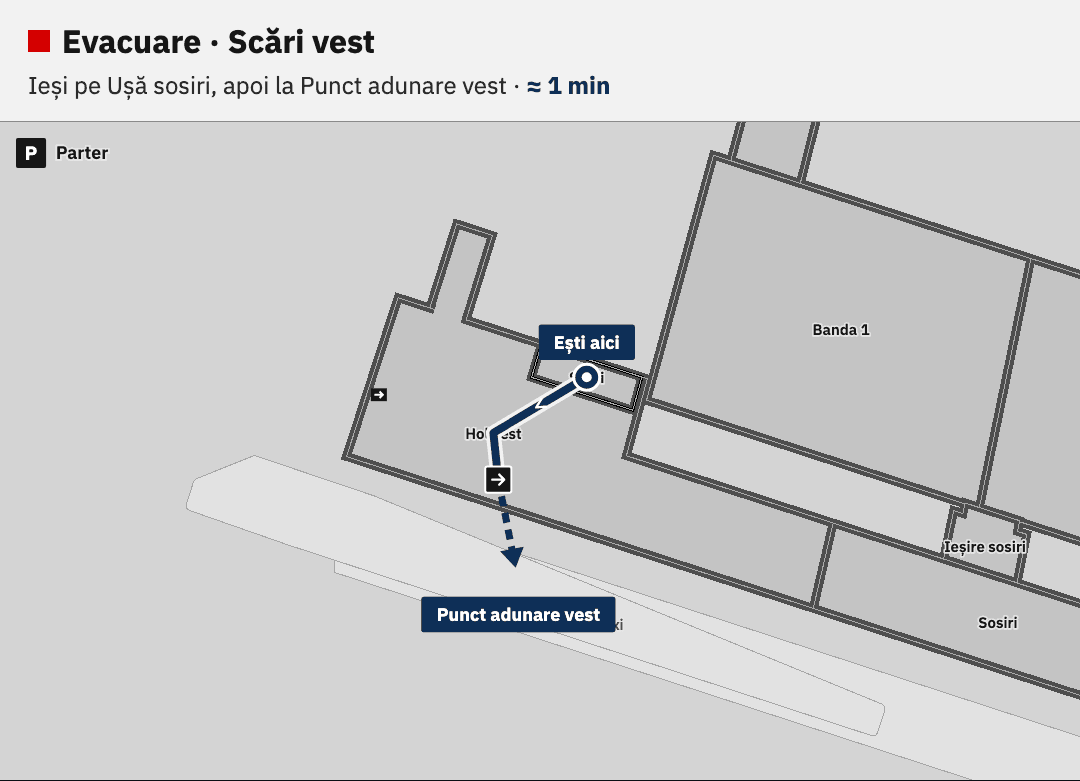 Evacuare · Scări vest
Ieși pe Ușă sosiri, apoi la Punct adunare vest · ≈ 1 min
P Parter
Banda 1
Ești aici
Ieșire sosiri
Punct adunare vest
Sosiri